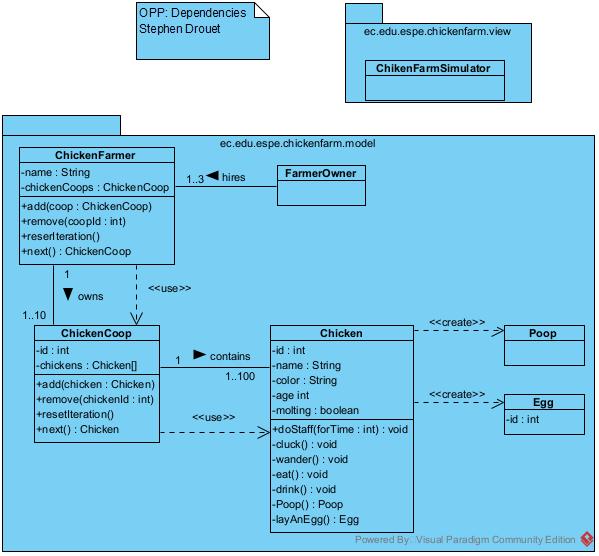 OPP: Dependencies
Stephen Drouet
ec.edu.espe.chickenfarm.view
ChikenFarmSimulator
ec.edu.espe.chickenfarm.model
ChickenFarmer
-name : String
-chickenCoops : ChickenCoop
+add(coop : ChickenCoop)
+remove(coopId : int)
+reserIteration()
+next() : ChickenCoop
1..3 hires
FarmerOwner
1
owns
1..10
<<use>>
ChickenCoop
-id : int
-chickens : Chicken[]
+add(chicken : Chicken)
+remove(chickenId : int)
+resetIteration()
+next() : Chicken
1 contains
1..100
<<use>>
Chicken
-id : int
-name : String
-color : String
-age int
-molting : boolean
+doStaff(forTime : int) : void
-cluck() : void
-wander() : void
-eat() : void
-drink() : void
-Poop() : Poop
-layAnEgg() : Egg
<<create>>
Poop
<<create>>
Egg
-id : int
Powered By: Visual Paradigm Community Edition